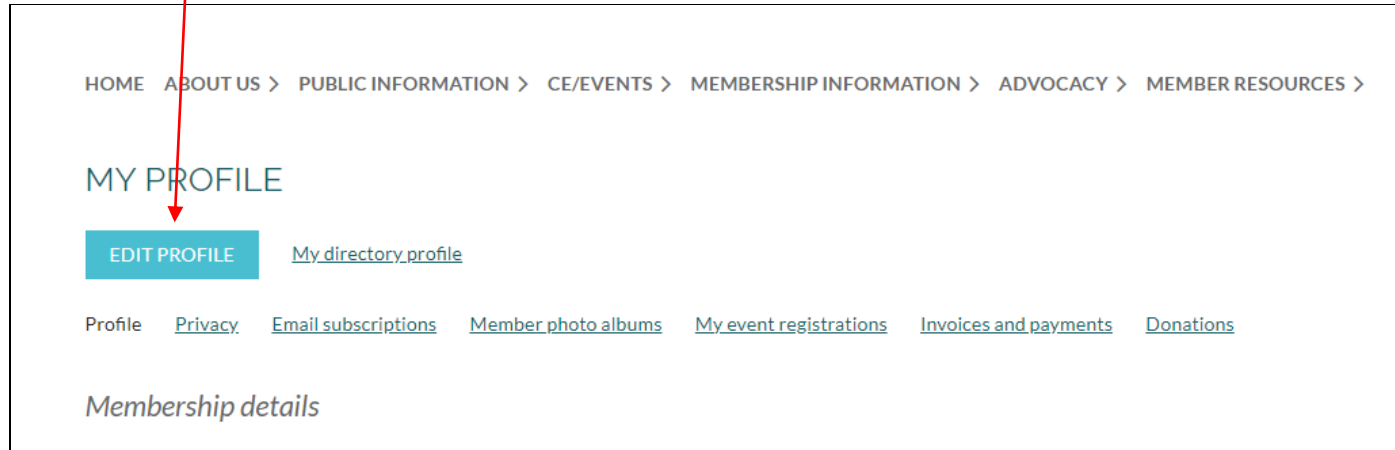 HOME ABOUT US > PUBLIC INFORMATION > CE/EVENTS > MEMBERSHIP INFORMATION > ADVOCACY > MEMBER RESOURCES >
MY PROFILE
EDIT PROFILE My directory profile
Profile Privacy Email subscriptions Member photo albums My event registrations Invoices and payments Donations
Membership details